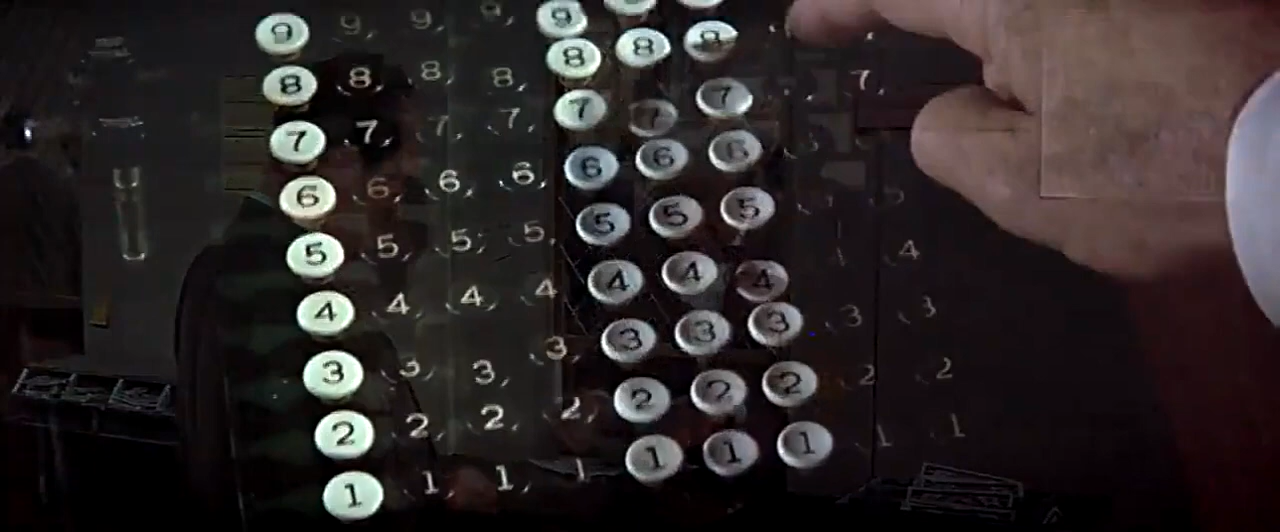 9 9, 9, 9, 9
8 8, 8, 8, 8 8 8
7 7, 7, 7, 7 7 7 7,
6 6, 6, 6, 6 6 6
5 5, 5, 5, 5 5 5
4 4, 4, 4 4 4 4 4
3 3, 3, 3, 3 3 3 3 3
2 2, 2, 2, 2 2 2 2 2
1 1, 1, 1 1 1 1 1 1